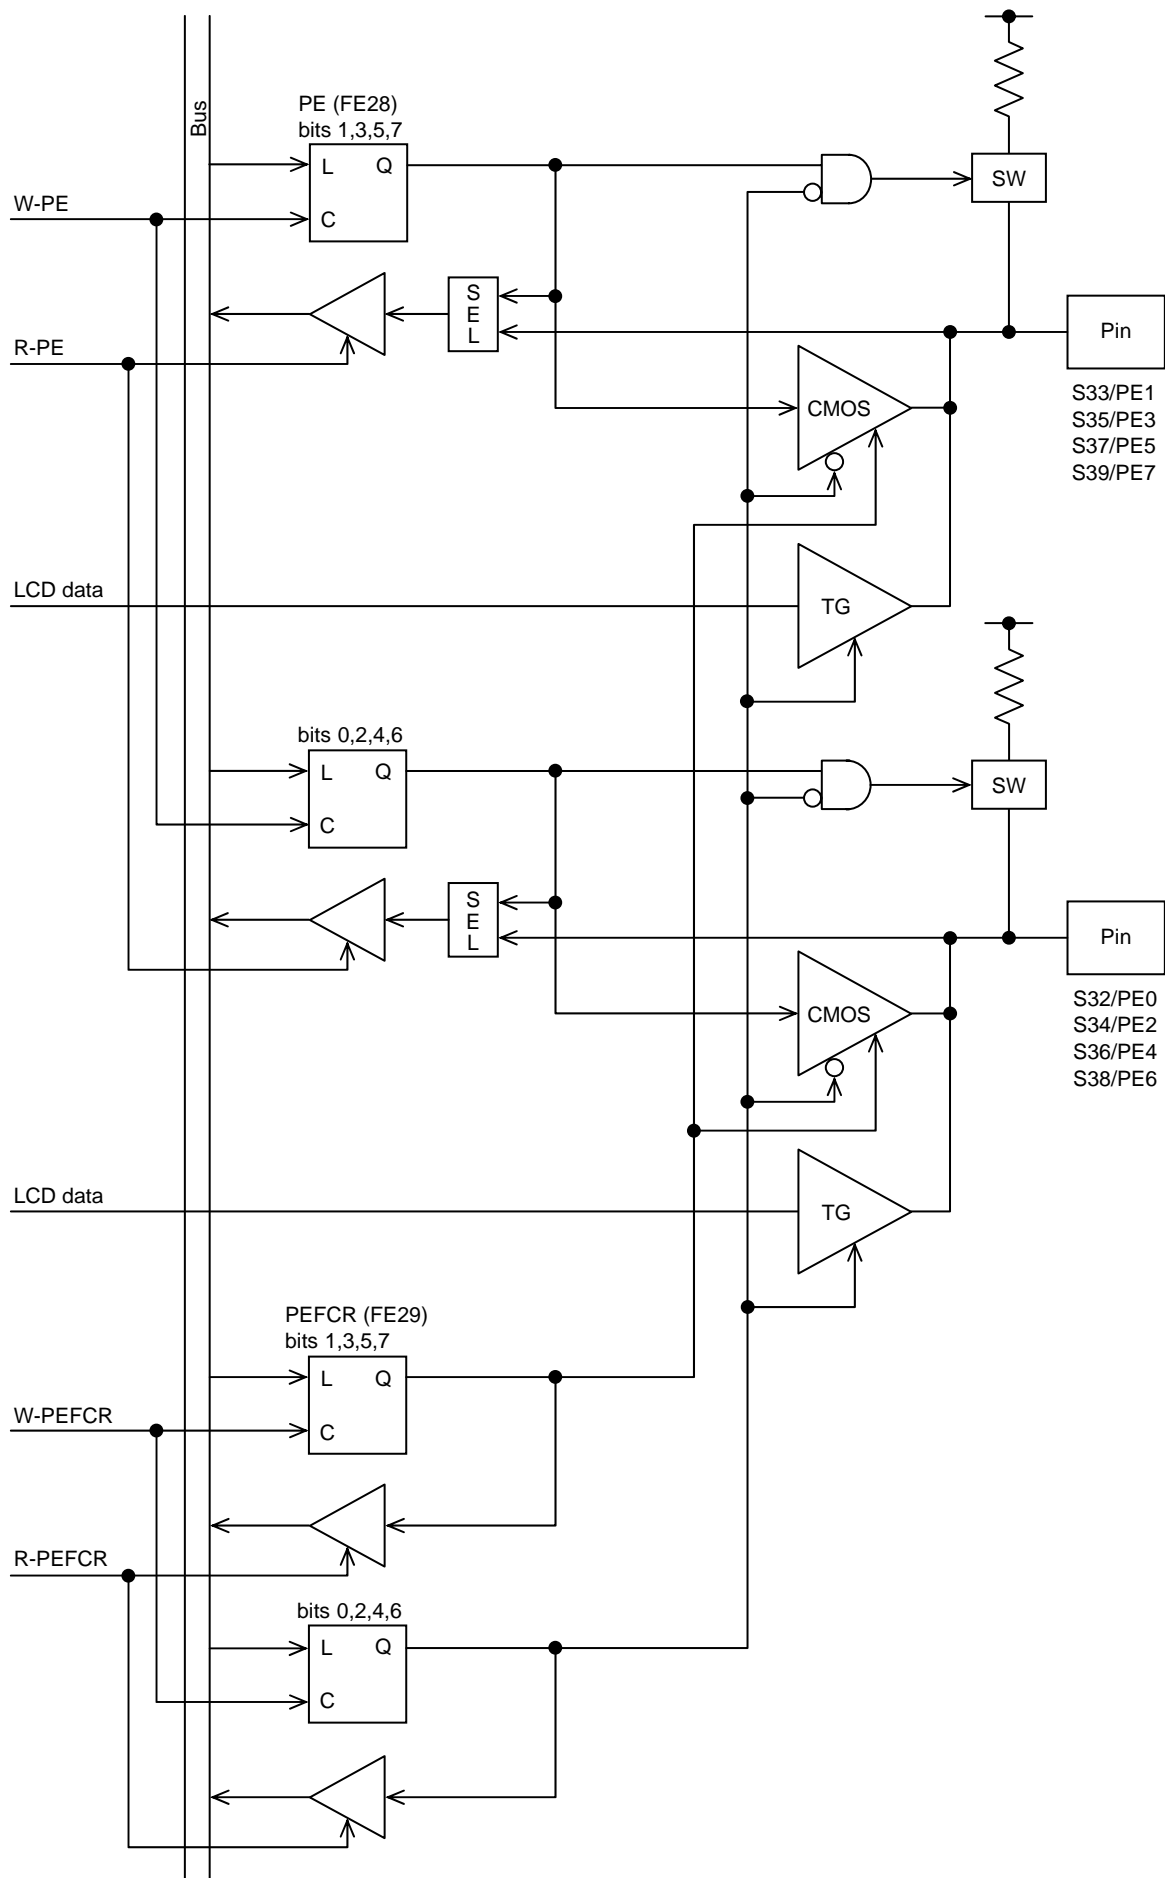 Bus
PE (FE28)
bits 1,3,5,7
L Q
C
W-PE
SW
S
E
L
R-PE
Pin
CMOS
S33/PE1
S35/PE3
S37/PE5
S39/PE7
LCD data
TG
bits 0,2,4,6
L Q
C
SW
S
E
L
Pin
CMOS
S32/PE0
S34/PE2
S36/PE4
S38/PE6
LCD data
TG
PEFCR (FE29)
bits 1,3,5,7
L Q
C
W-PEFCR
R-PEFCR
bits 0,2,4,6
L Q
C